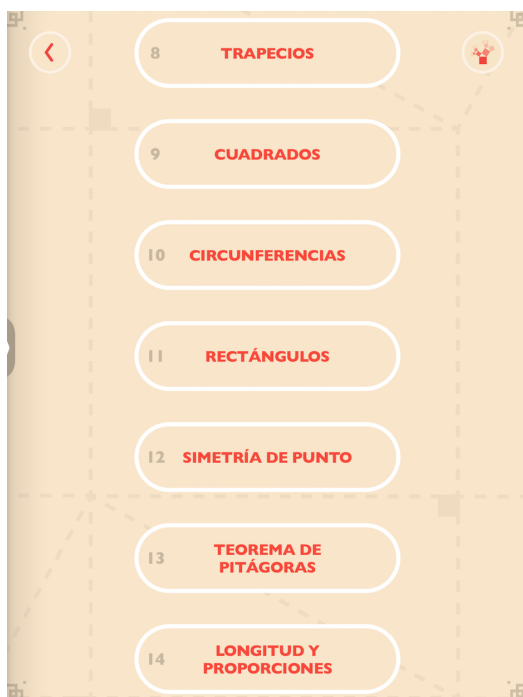 8 TRAPECIOS
9 CUADRADOS
10 CIRCUNFERENCIAS
11 RECTÁNGULOS
12 SIMETRÍA DE PUNTO
13 TEOREMA DE
PITÁGORAS
14 LONGITUD Y
PROPORCIONES